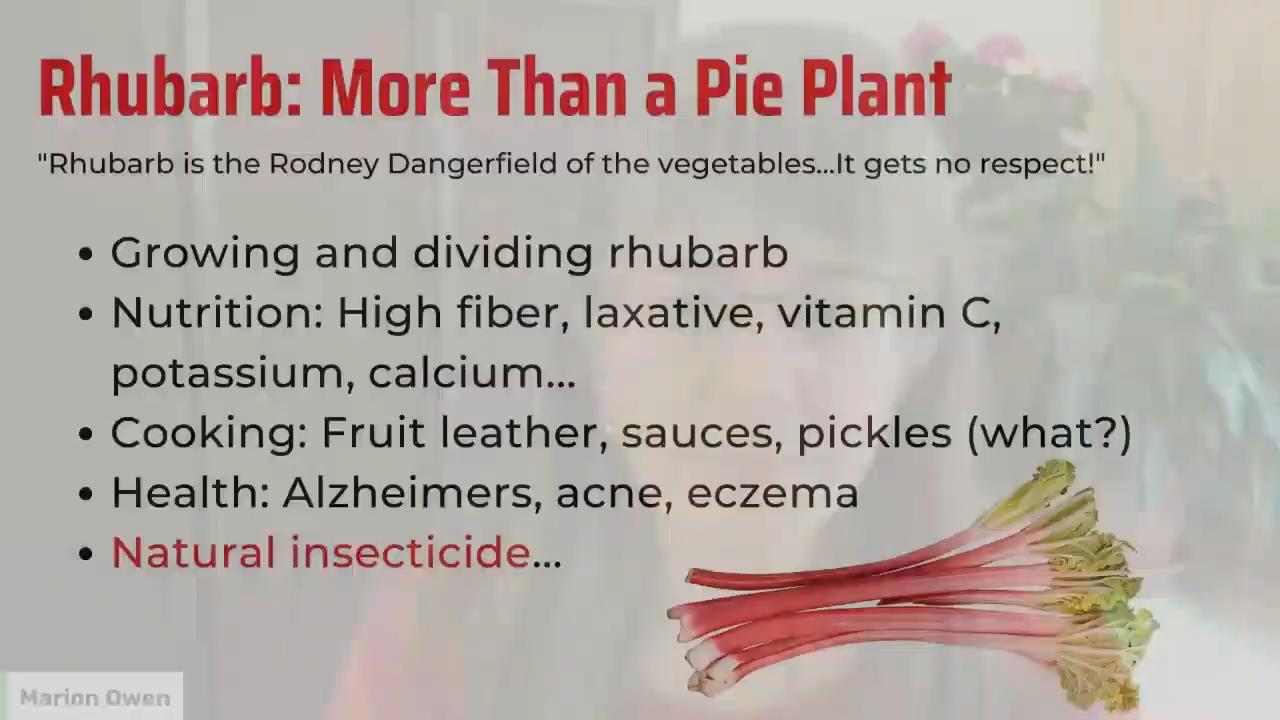 Rhubarb: More Than a Pie Plant
"Rhubarb is the Rodney Dangerfield of the vegetables...It gets no respect!"
• Growing and dividing rhubarb
• Nutrition: High fiber, laxative, vitamin C,
potassium, calcium...
• Cooking: Fruit leather, sauces, pickles (what?)
• Health: Alzheimers, acne, eczema
• Natural insecticide...
Marion Owen